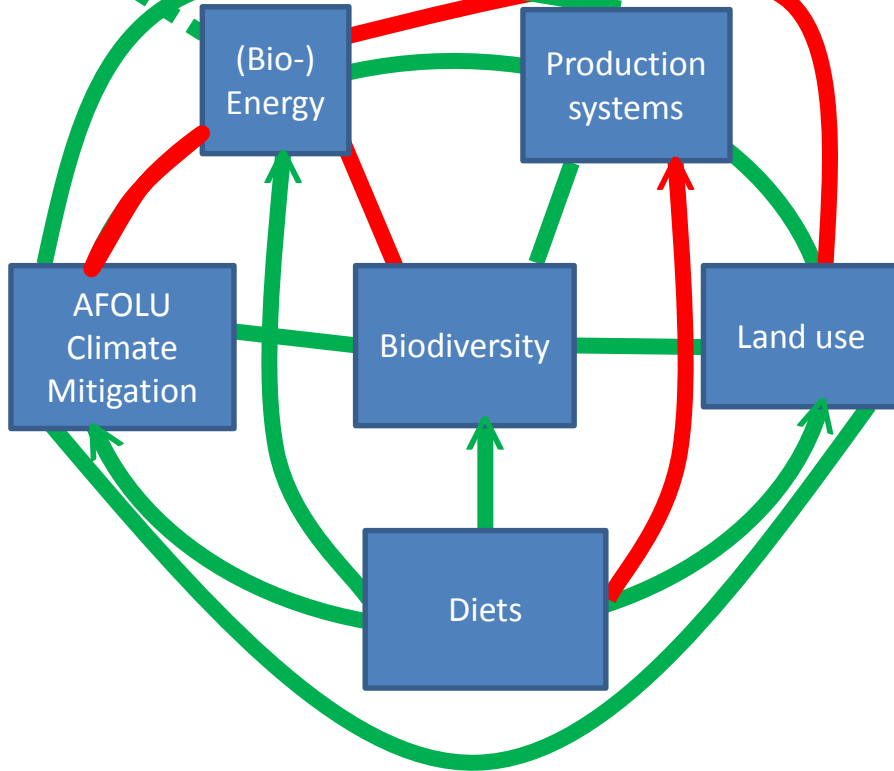 (Bio-)
Energy
Production
systems
AFOLU
Climate
Mitigation
Biodiversity
Land use
Diets